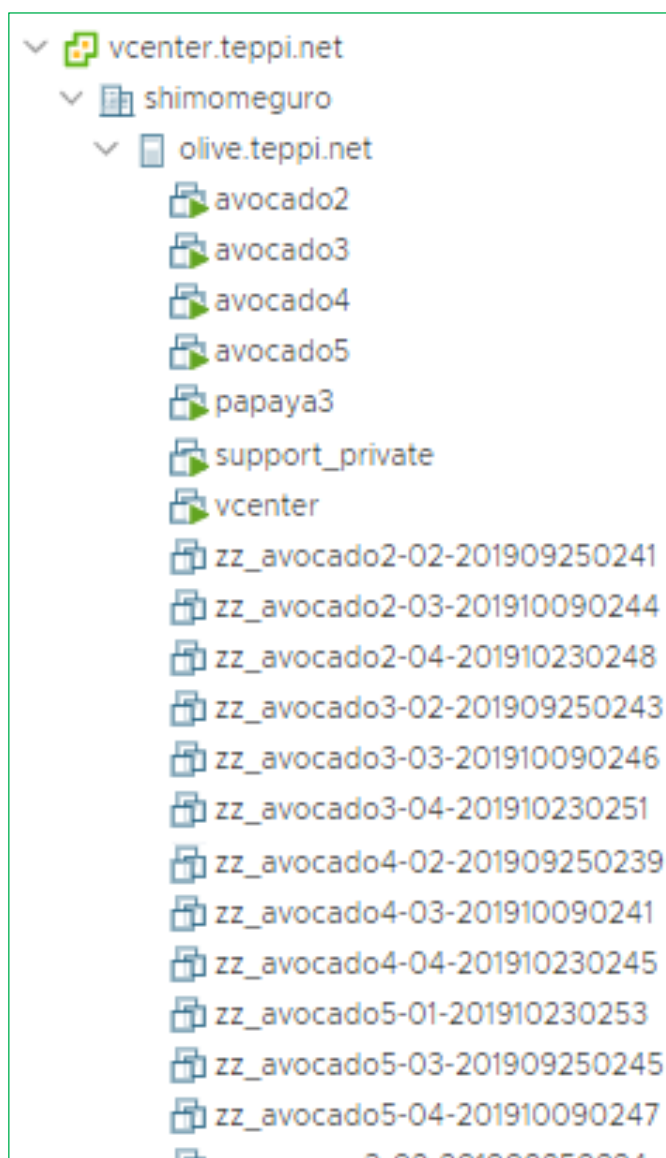 vcenter.teppi.net
shimomeguro
olive.teppi.net
avocado2
avocado3
avocado4
avocado5
papaya3
support_private
vcenter
zz_avocado2-02-201909250241
zz_avocado2-03-201910090244
zz_avocado2-04-201910230248
zz_avocado3-02-201909250243
zz_avocado3-03-201910090246
zz_avocado3-04-201910230251
zz_avocado4-02-201909250239
zz_avocado4-03-201910090241
zz_avocado4-04-201910230245
zz_avocado5-01-201910230253
zz_avocado5-03-201909250245
zz_avocado5-04-201910090247